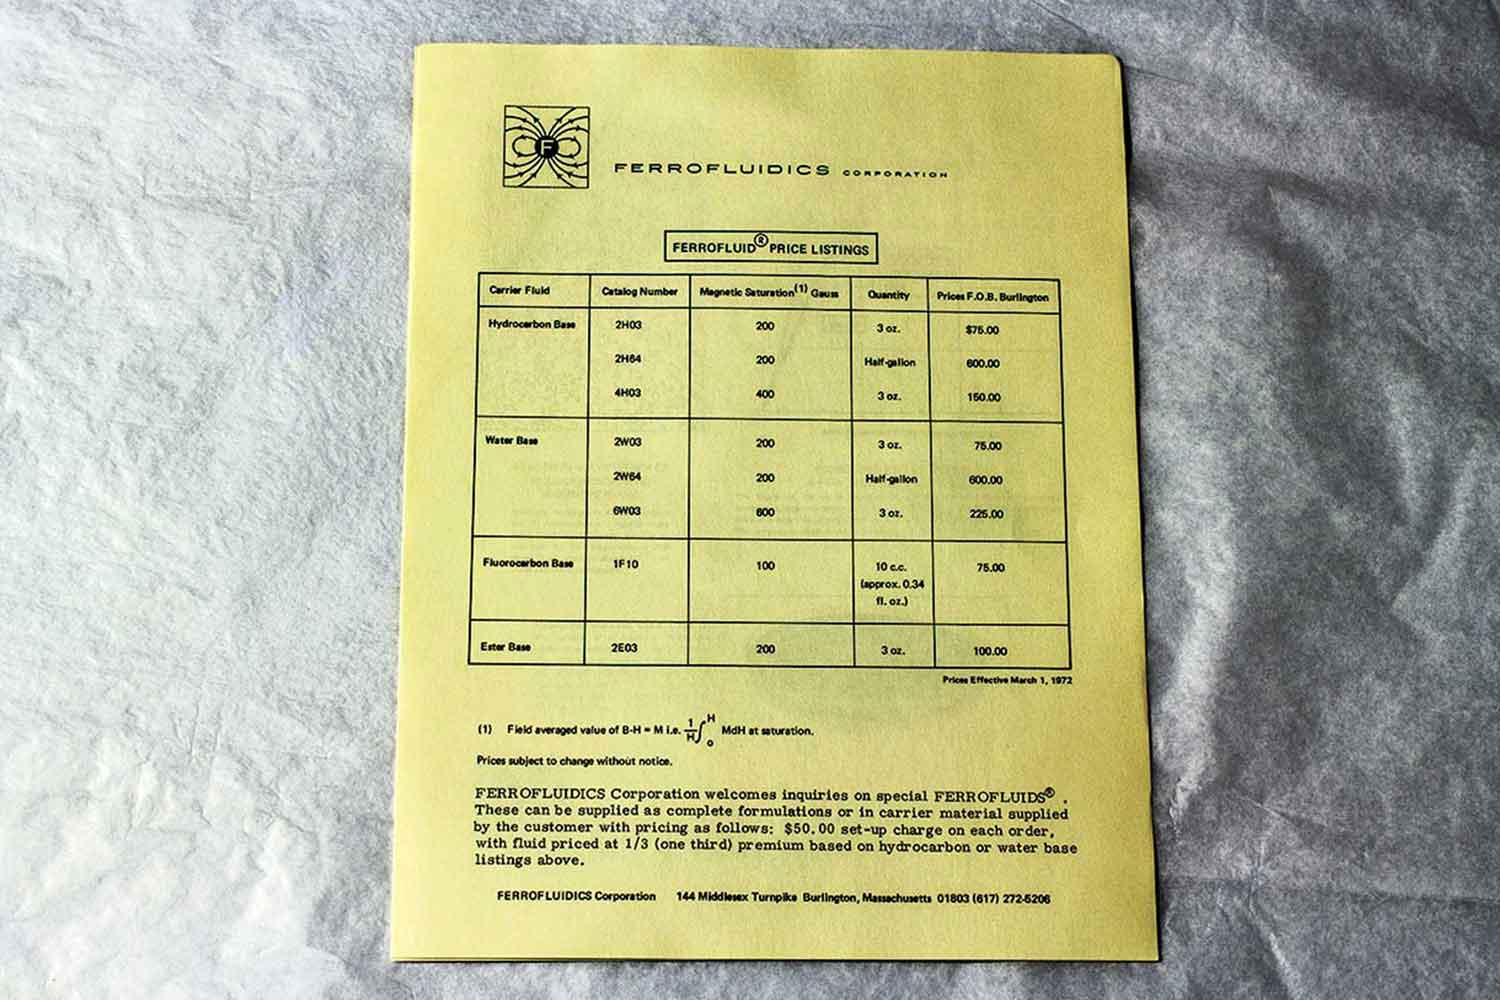 F
FERROFLUIDICS CORPORATION
FERROFLUID® PRICE LISTINGS
Carrier Fluid Catalog Number Magnetic Saturation(1) Gauss Quantity Prices F.O.B. Burlington
Hydrocarbon Base 2H03 200 3 oz. $75.00
2H64 200 Half-gallon 600.00
4H03 400 3 oz. 150.00
Water Base 2W03 200 3 oz. 75.00
2W64 200 Half-gallon 600.00
6W03 600 3 oz. 225.00
Fluorocarbon Base 1F10 100 10 c.c. 75.00
(approx. 0.34
fl. oz.)
Ester Base 2E03 200 3 oz. 100.00
Prices Effective March 1, 1972
(1) Field averaged value of B-H = M i.e. 1/H ∫₀ᴴ MdH at saturation.
Prices subject to change without notice.
FERROFLUIDICS Corporation welcomes inquiries on special FERROFLUIDS® .
These can be supplied as complete formulations or in carrier material supplied
by the customer with pricing as follows: $50.00 set-up charge on each order,
with fluid priced at 1/3 (one third) premium based on hydrocarbon or water base
listings above.
FERROFLUIDICS Corporation 144 Middlesex Turnpike Burlington, Massachusetts 01803 (617) 272-5206